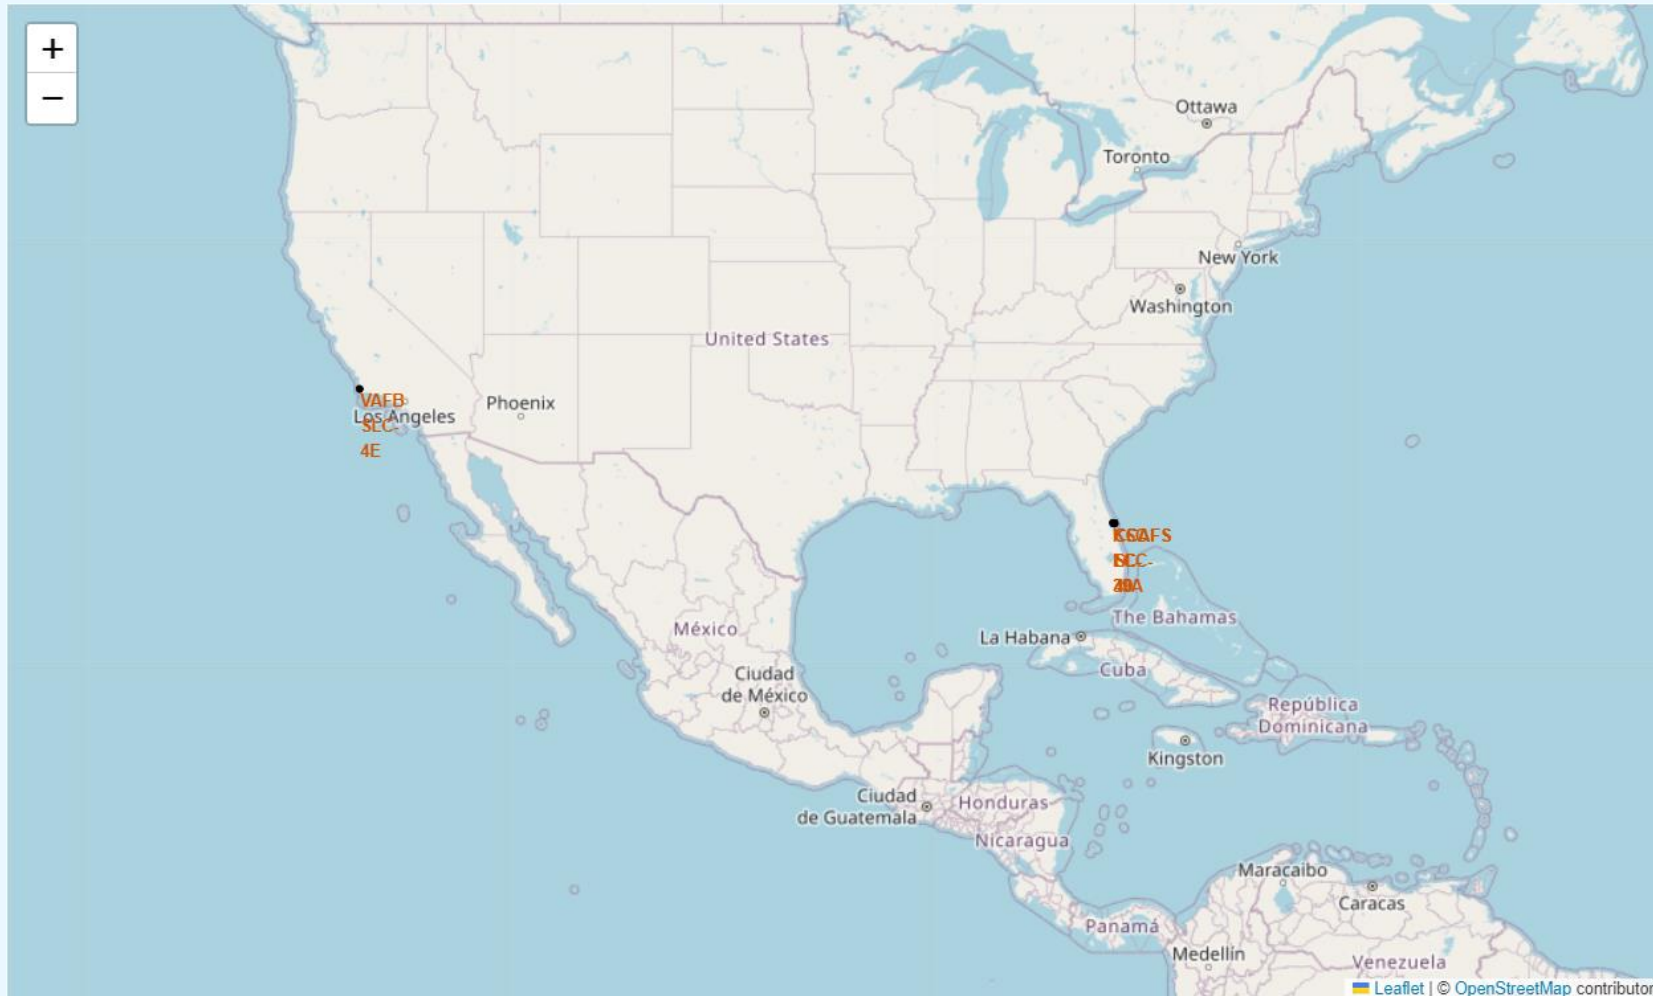 +
−
Ottawa
Toronto
New York
Washington
United States
VAFB
Los Angeles
SLC-
4E
Phoenix
The Bahamas
La Habana
Cuba
México
Ciudad
de México
República
Dominicana
Kingston
Ciudad
de Guatemala
Honduras
Nicaragua
Maracaibo
Caracas
Panamá
Medellín
Venezuela
Leaflet | © OpenStreetMap contributor